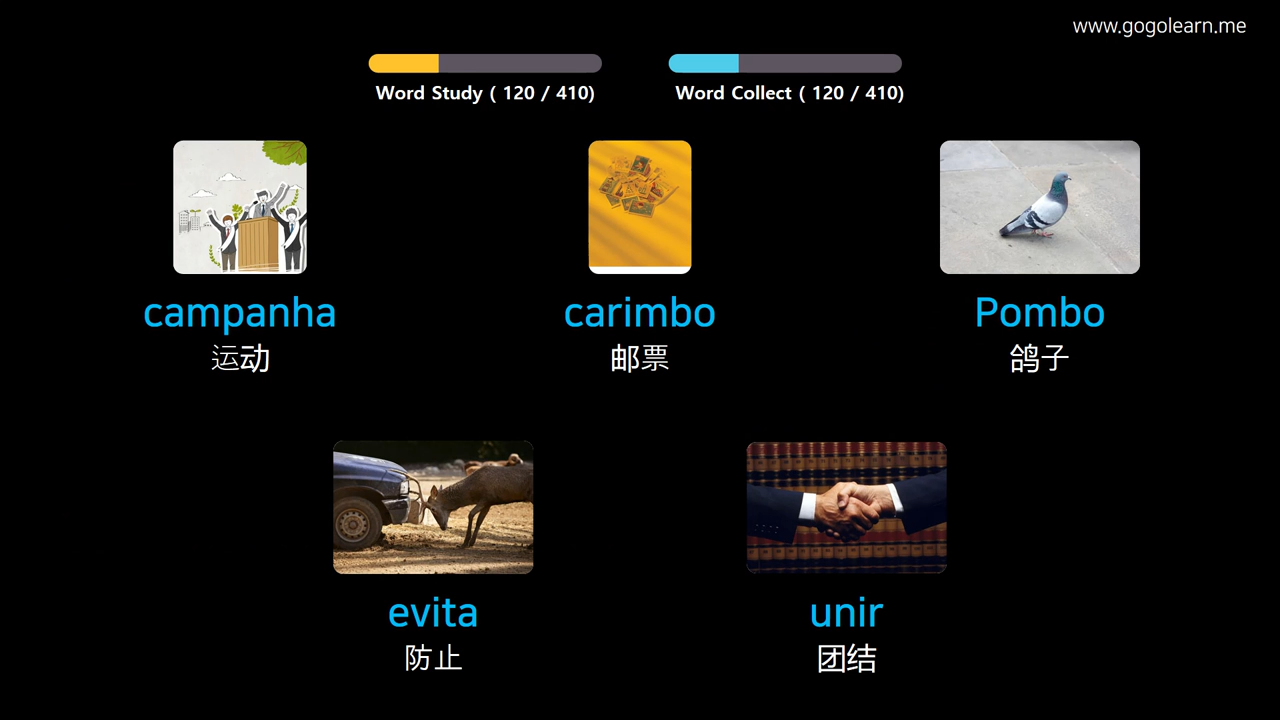 www.gogolearn.me
Word Study ( 120 / 410)
Word Collect ( 120 / 410)
campanha
运动
carimbo
邮票
Pombo
鸽子
evita
防止
unir
团结